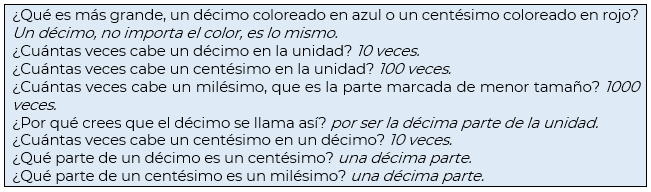 ¿Qué es más grande, un décimo coloreado en azul o un centésimo coloreado en rojo?
Un décimo, no importa el color, es lo mismo.
¿Cuántas veces cabe un décimo en la unidad? 10 veces.
¿Cuántas veces cabe un centésimo en la unidad? 100 veces.
¿Cuántas veces cabe un milésimo, que es la parte marcada de menor tamaño? 1000
veces.
¿Por qué crees que el décimo se llama así? por ser la décima parte de la unidad.
¿Cuántas veces cabe un centésimo en un décimo? 10 veces.
¿Qué parte de un décimo es un centésimo? una décima parte.
¿Qué parte de un centésimo es un milésimo? una décima parte.